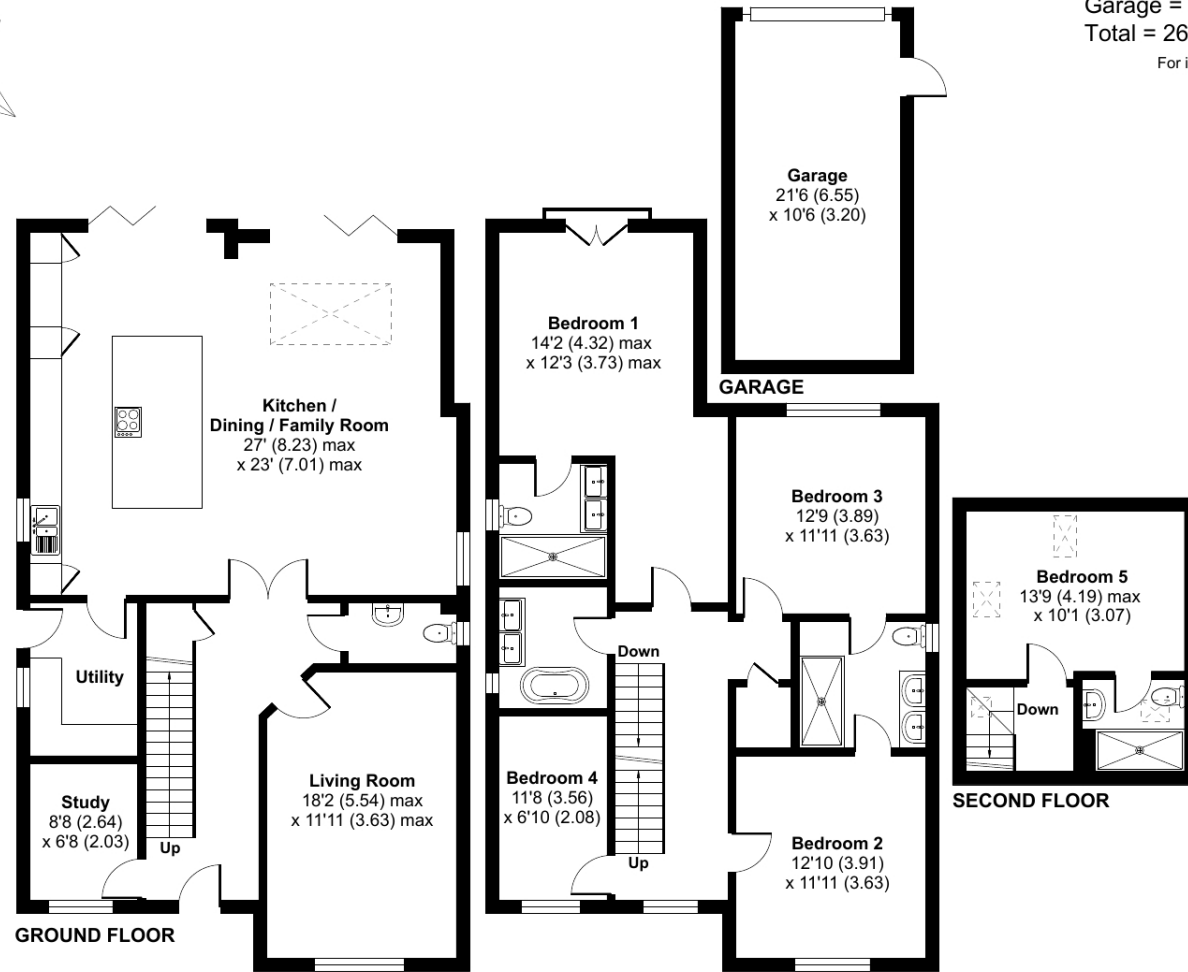 Garage =
Total = 26
For i
Garage
21'6 (6.55)
x 10'6 (3.20)
GARAGE
Kitchen /
Dining / Family Room
27' (8.23) max
x 23' (7.01) max
Utility
Study
8'8 (2.64)
x 6'8 (2.03)
Up
Living Room
18'2 (5.54) max
x 11'11 (3.63) max
GROUND FLOOR
Bedroom 1
14'2 (4.32) max
x 12'3 (3.73) max
Bedroom 3
12'9 (3.89)
x 11'11 (3.63)
Down
Bedroom 4
11'8 (3.56)
x 6'10 (2.08)
Up
Bedroom 2
12'10 (3.91)
x 11'11 (3.63)
Bedroom 5
13'9 (4.19) max
x 10'1 (3.07)
Down
SECOND FLOOR